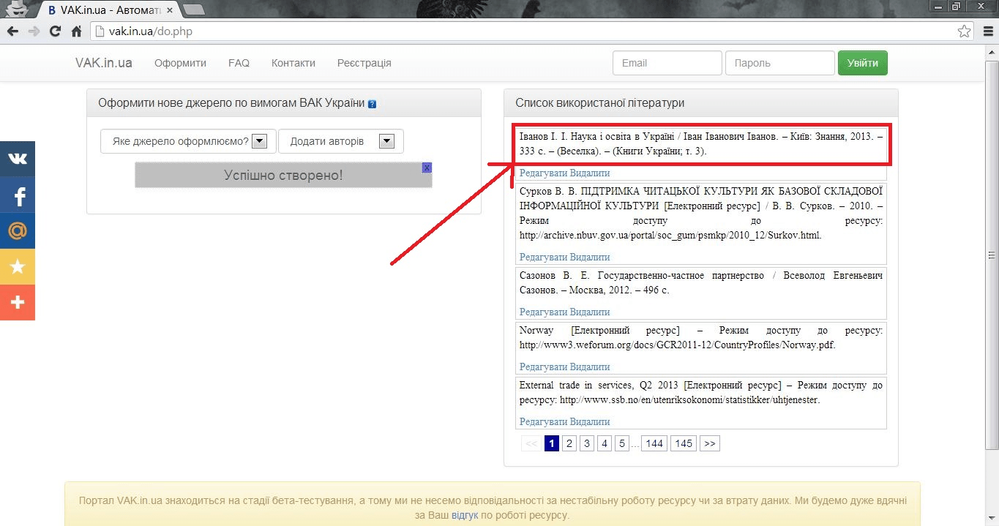 VAK.in.ua - Автомат
vak.in.ua/do.php
VAK.in.ua Оформити FAQ Контакти Реєстрація Email Пароль Увійти
Оформити нове джерело по вимогам ВАК України ?
Яке джерело оформлюємо? Додати авторів
Успішно створено! x
Список використаної літератури
Іванов І. І. Наука і освіта в Україні / Іван Іванович Іванов. – Київ: Знання, 2013. –
333 с. – (Веселка). – (Книги України; т. 3).
Редагувати Видалити
Сурков В. В. ПІДТРИМКА ЧИТАЦЬКОЇ КУЛЬТУРИ ЯК БАЗОВОЇ СКЛАДОВОЇ
ІНФОРМАЦІЙНОЇ КУЛЬТУРИ [Електронний ресурс] / В. В. Сурков. – 2010. –
Режим доступу до ресурсу:
http://archive.nbuv.gov.ua/portal/soc_gum/psmkp/2010_12/Surkov.html.
Редагувати Видалити
Сазонов В. Е. Государственно-частное партнерство / Всеволод Евгеньевич
Сазонов. – Москва, 2012. – 496 с.
Редагувати Видалити
Norway [Електронний ресурс] – Режим доступу до ресурсу:
http://www3.weforum.org/docs/GCR2011-12/CountryProfiles/Norway.pdf.
Редагувати Видалити
External trade in services, Q2 2013 [Електронний ресурс] – Режим доступу до
ресурсу: http://www.ssb.no/en/utenriksokonomi/statistikker/uhtjenester.
Редагувати Видалити
<< 1 2 3 4 5 ... 144 145 >>
Портал VAK.in.ua знаходиться на стадії бета-тестування, а тому ми не несемо відповідальності за нестабільну роботу ресурсу чи за втрату даних. Ми будемо дуже вдячні
за Ваш відгук по роботі ресурсу.